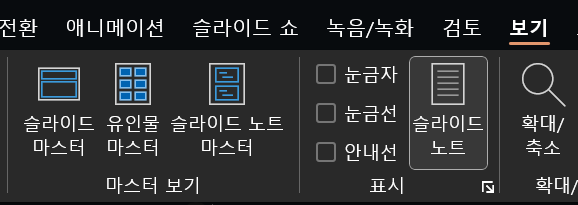 전환 애니메이션 슬라이드 쇼 녹음/녹화 검토 보기
슬라이드 마스터
유인물 마스터
슬라이드 노트 마스터
마스터 보기
눈금자
눈금선
안내선
슬라이드 노트
표시
확대/
축소
확대/